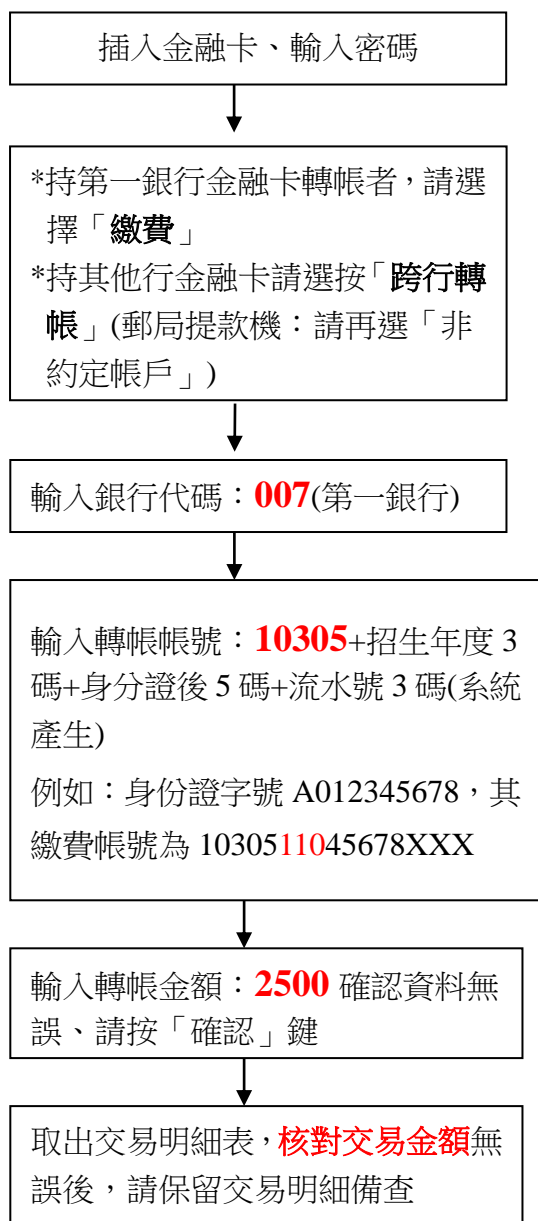 插入金融卡、輸入密碼
*持第一銀行金融卡轉帳者，請選
擇「繳費」
*持其他行金融卡請選按「跨行轉
帳」(郵局提款機：請再選「非
約定帳戶」)
輸入銀行代碼：007(第一銀行)
輸入轉帳帳號：10305+招生年度 3
碼+身分證後 5 碼+流水號 3 碼(系統
產生)
例如：身份證字號 A012345678，其
繳費帳號為 1030511045678XXX
輸入轉帳金額：2500 確認資料無
誤、請按「確認」鍵
取出交易明細表，核對交易金額無
誤後，請保留交易明細備查